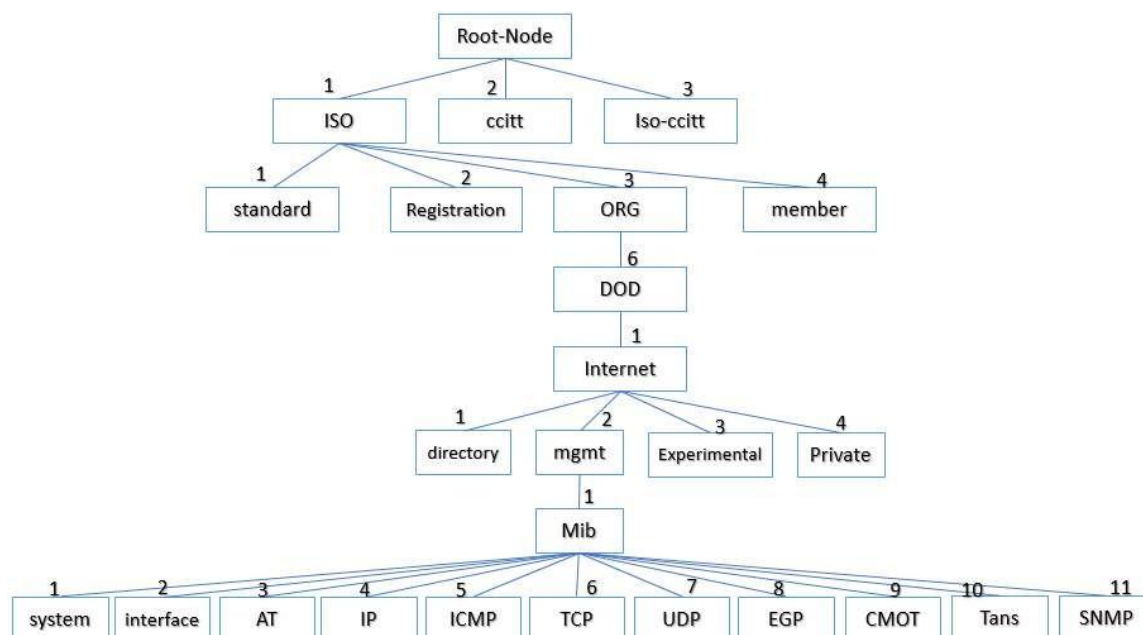 Root-Node
1 2 3
ISO ccitt Iso-ccitt
1 2 3 4
standard Registration ORG member
6
DOD
1
Internet
1 2 3 4
directory mgmt Experimental Private
1
Mib
1 2 3 4 5 6 7 8 9 10 11
system interface AT IP ICMP TCP UDP EGP CMOT Tans SNMP